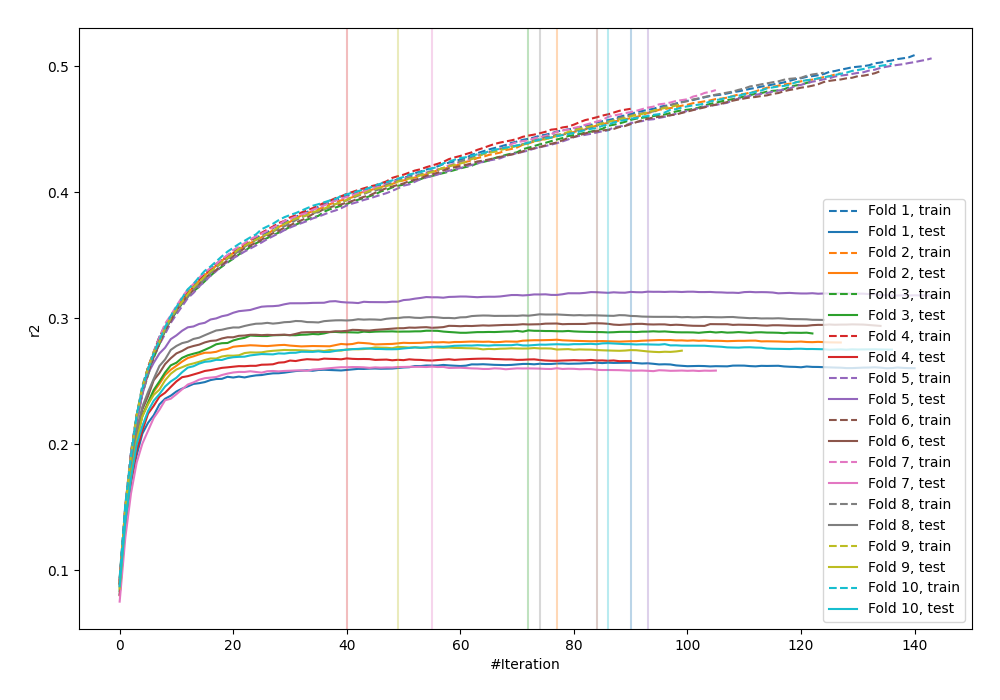 r2
0.5
0.4
0.3
0.2
0.1
0
20
40
60
80
100
120
140
#Iteration
Fold 1, train
Fold 1, test
Fold 2, train
Fold 2, test
Fold 3, train
Fold 3, test
Fold 4, train
Fold 4, test
Fold 5, train
Fold 5, test
Fold 6, train
Fold 6, test
Fold 7, train
Fold 7, test
Fold 8, train
Fold 8, test
Fold 9, train
Fold 9, test
Fold 10, train
Fold 10, test